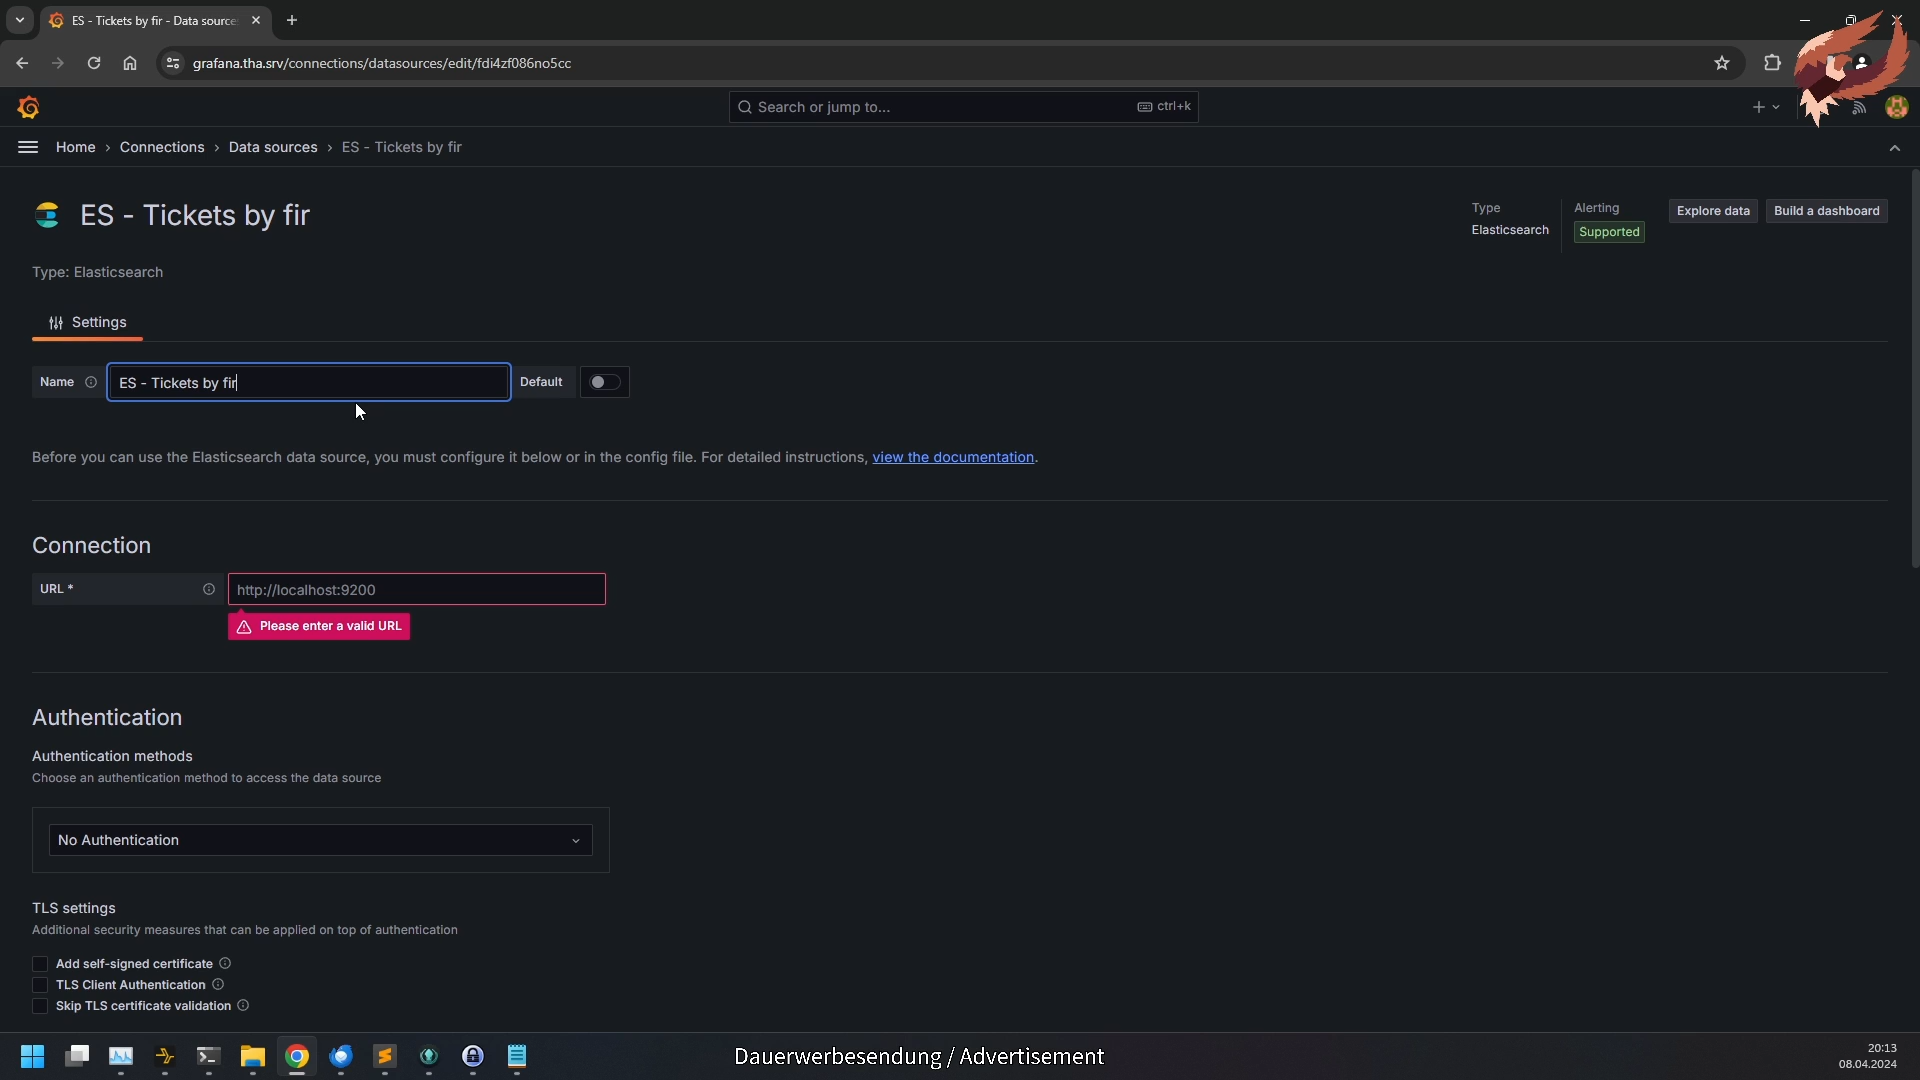 ES - Tickets by fir - Data source
grafana.tha.srv/connections/datasources/edit/fdi4zf086no5cc
Search or jump to...
ctrl+k
Home › Connections › Data sources › ES - Tickets by fir
ES - Tickets by fir
Type
Elasticsearch
Alerting
Supported
Explore data
Build a dashboard
Type: Elasticsearch
Settings
Name
ES - Tickets by fir
Default
Before you can use the Elasticsearch data source, you must configure it below or in the config file. For detailed instructions, view the documentation.
Connection
URL *
http://localhost:9200
Please enter a valid URL
Authentication
Authentication methods
Choose an authentication method to access the data source
No Authentication
TLS settings
Additional security measures that can be applied on top of authentication
Add self-signed certificate
TLS Client Authentication
Skip TLS certificate validation
Dauerwerbesendung / Advertisement
20:13
08.04.2024